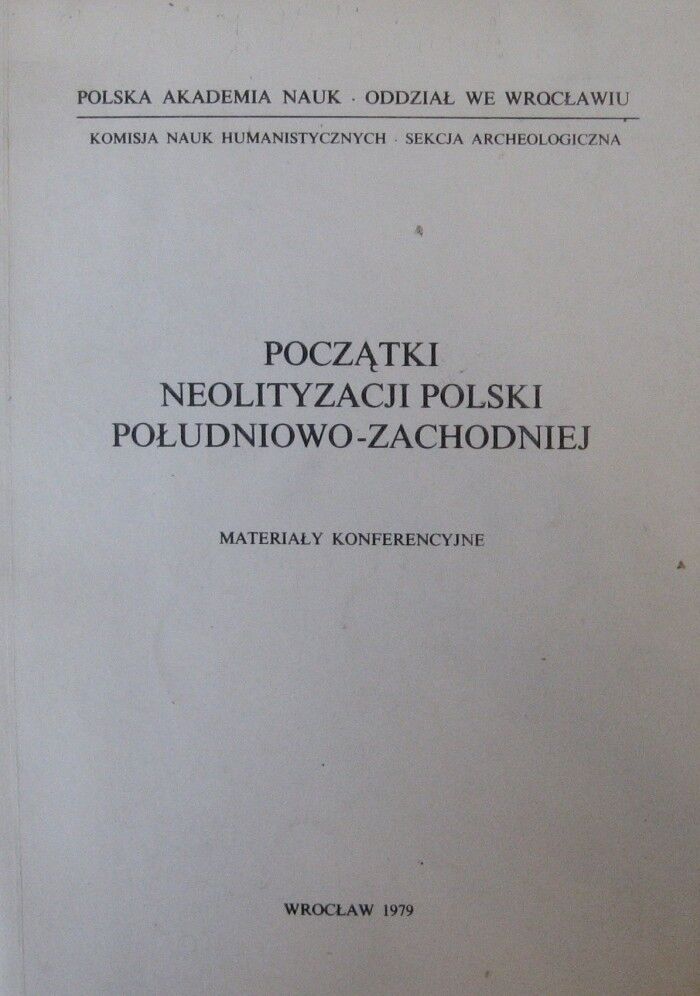 POLSKA AKADEMIA NAUK · ODDZIAŁ WE WROCŁAWIU
KOMISJA NAUK HUMANISTYCZNYCH · SEKCJA ARCHEOLOGICZNA
POCZĄTKI
NEOLITYZACJI POLSKI
POŁUDNIOWO-ZACHODNIEJ
MATERIAŁY KONFERENCYJNE
WROCŁAW 1979